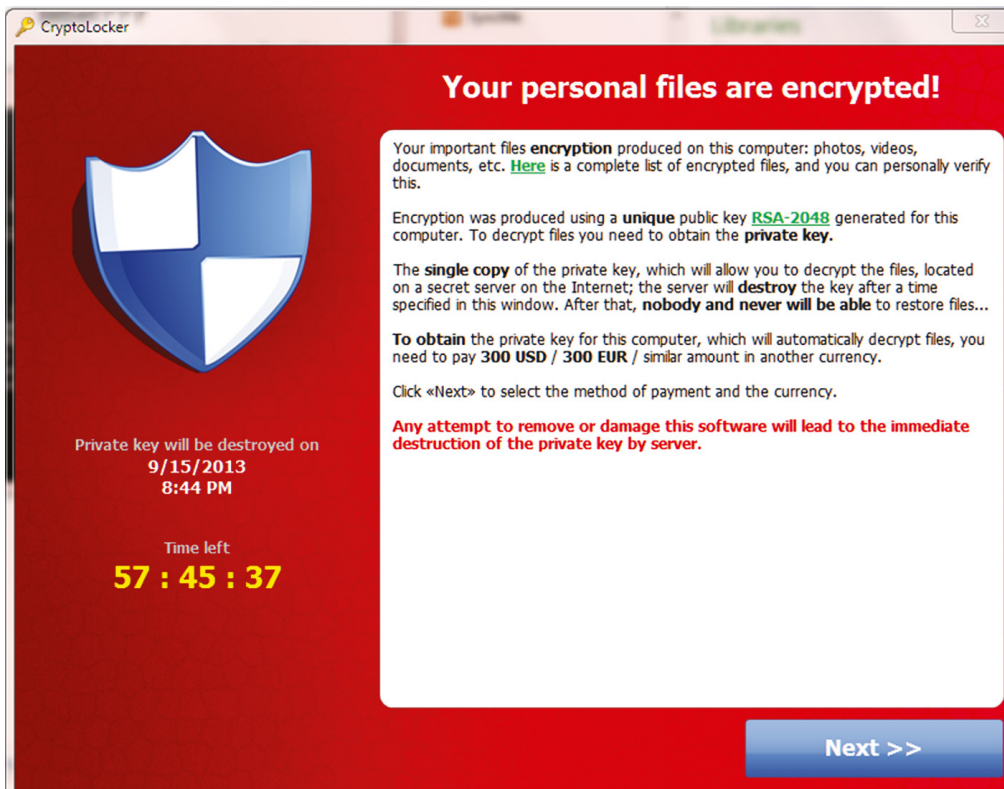 CryptoLocker
Your personal files are encrypted!
Your important files encryption produced on this computer: photos, videos,
documents, etc. Here is a complete list of encrypted files, and you can personally verify
this.
Encryption was produced using a unique public key RSA-2048 generated for this
computer. To decrypt files you need to obtain the private key.
The single copy of the private key, which will allow you to decrypt the files, located
on a secret server on the Internet; the server will destroy the key after a time
specified in this window. After that, nobody and never will be able to restore files...
To obtain the private key for this computer, which will automatically decrypt files, you
need to pay 300 USD / 300 EUR / similar amount in another currency.
Click «Next» to select the method of payment and the currency.
Any attempt to remove or damage this software will lead to the immediate
destruction of the private key by server.
Private key will be destroyed on
9/15/2013
8:44 PM
Time left
57 : 45 : 37
Next >>
Libraries